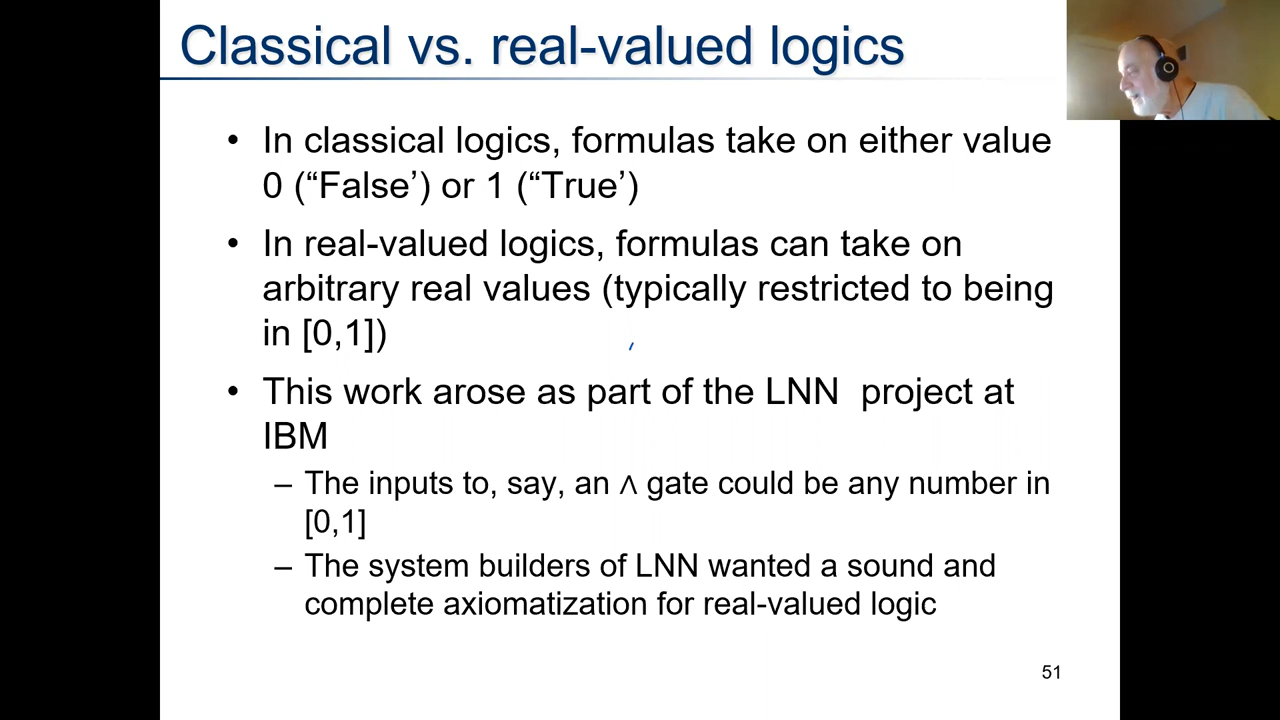 Classical vs. real-valued logics
• In classical logics, formulas take on either value
0 (“False’) or 1 (“True’)
• In real-valued logics, formulas can take on
arbitrary real values (typically restricted to being
in [0,1])
• This work arose as part of the LNN  project at
IBM
– The inputs to, say, an ∧ gate could be any number in
[0,1]
– The system builders of LNN wanted a sound and
complete axiomatization for real-valued logic
51